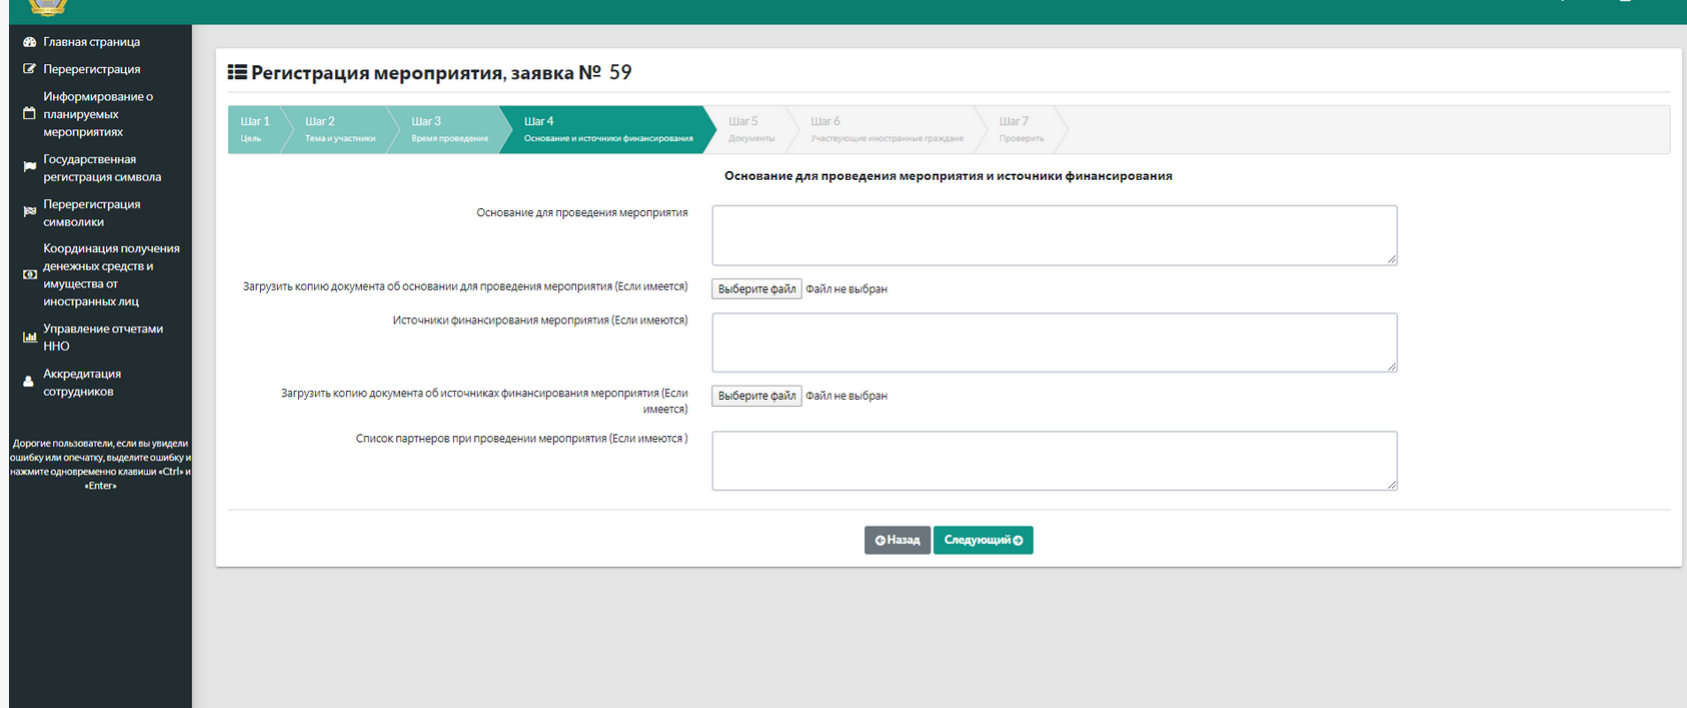 Главная страница
Перерегистрация
Информирование о
планируемых
мероприятиях
Государственная
регистрация символа
Перерегистрация
символики
Координация получения
денежных средств и
имущества от
иностранных лиц
Управление отчетами
ННО
Аккредитация
сотрудников
Дорогие пользователи, если вы увидели
ошибку или опечатку, выделите ошибку и
нажмите одновременно клавиши «Ctrl» и
«Enter»
Регистрация мероприятия, заявка № 59
Шаг 1
Цель
Шаг 2
Тема и участники
Шаг 3
Время проведение
Шаг 4
Основание и источники финансирования
Шаг 5
Документы
Шаг 6
Участвующие иностранные граждане
Шаг 7
Проверить
Основание для проведения мероприятия и источники финансирования
Основание для проведения мероприятия
Загрузить копию документа об основании для проведения мероприятия (Если имеется)
Выберите файл Файл не выбран
Источники финансирования мероприятия (Если имеются)
Загрузить копию документа об источниках финансирования мероприятия (Если
имеется)
Выберите файл Файл не выбран
Список партнеров при проведении мероприятия (Если имеются )
Назад
Следующий